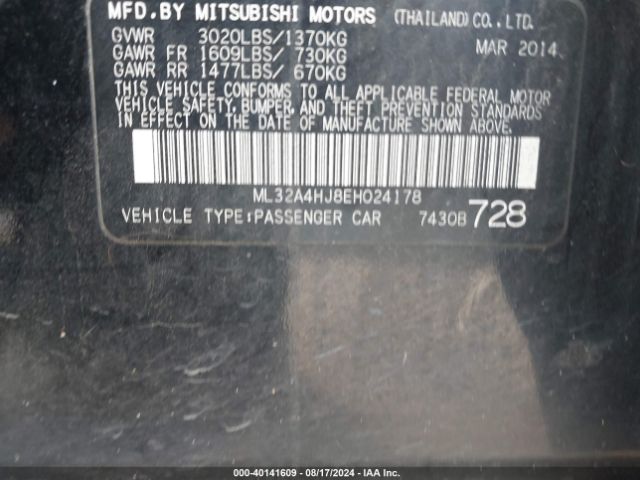 MFD.BY MITSUBISHI MOTORS (THAILAND) CO., LTD.
GVWR 3020LBS/1370KG
MAR 2014
GAWR FR 1609LBS/ 730KG
GAWR RR 1477LBS/ 670KG
THIS VEHICLE CONFORMS TO ALL APPLICABLE FEDERAL MOTOR
VEHICLE SAFETY, BUMPER, AND THEFT PREVENTION STANDARDS
IN EFFECT ON THE DATE OF MANUFACTURE SHOWN ABOVE.
ML32A4HJ8EH024178
VEHICLE TYPE:PASSENGER CAR 7430B 728
000-40141609 - 08/17/2024 - IAA Inc.